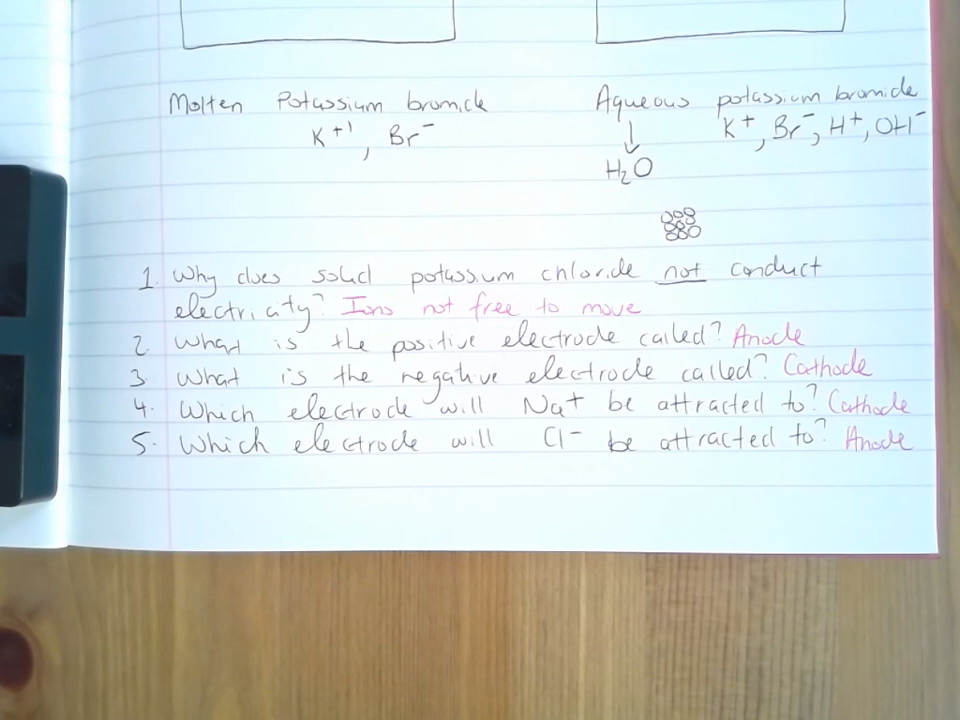 Molten Potassium bromide
K+', Br-
Aqueous potassium bromide
K+, Br-, H+, OH-
↓
H₂O
1. Why does solid potassium chloride not conduct
electricity? Ions not free to move
2. What is the positive electrode called? Anode
3. What is the negative electrode called? Cathode
4. Which electrode will Na+ be attracted to? Cathode
5. Which electrode will Cl- be attracted to? Anode